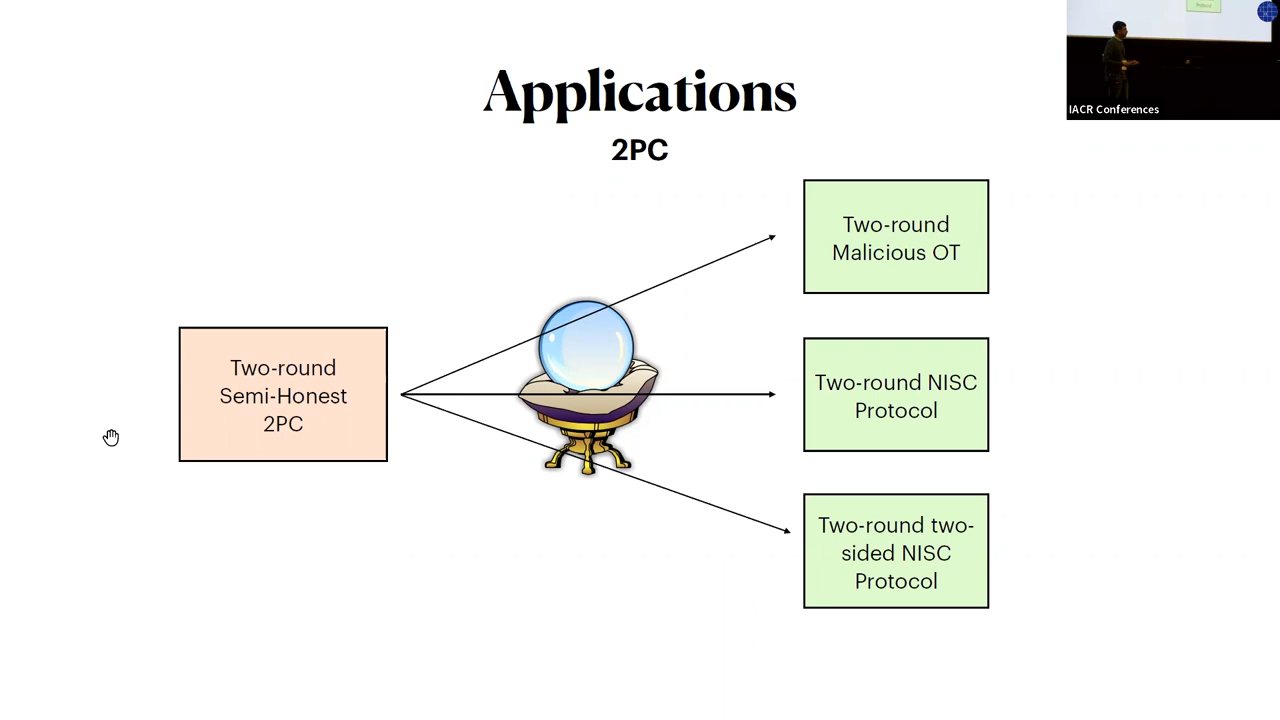 Applications
2PC
IACR Conferences
Two-round
Malicious OT
Two-round
Semi-Honest
2PC
Two-round NISC
Protocol
Two-round two-
sided NISC
Protocol